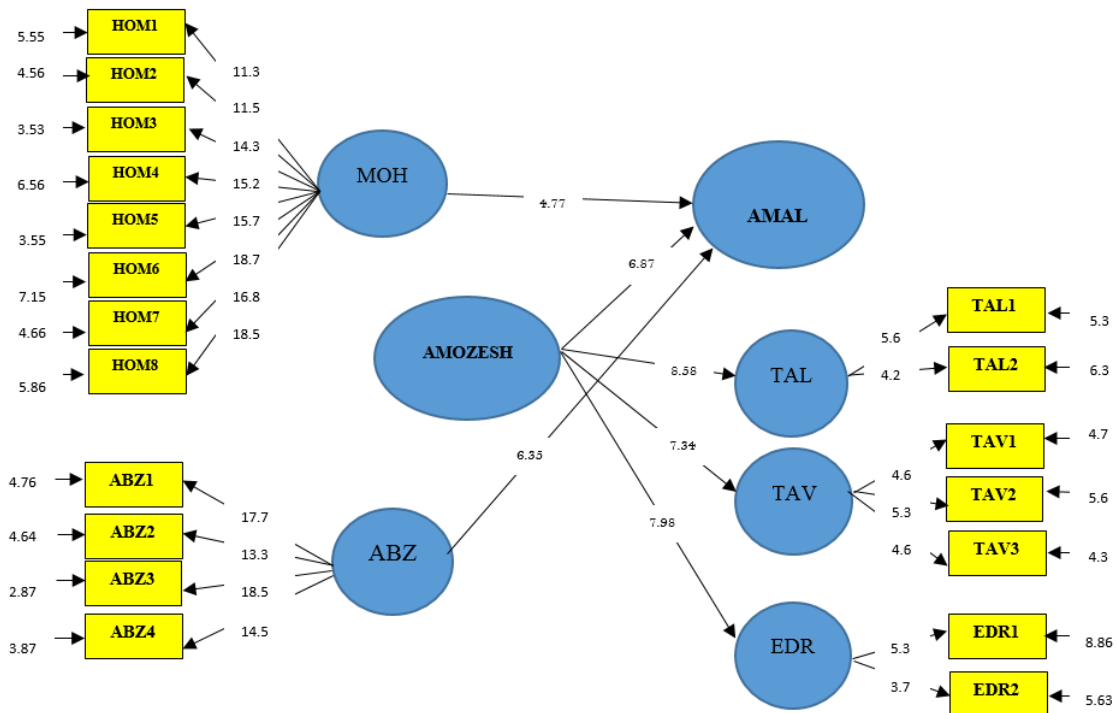 5.55
HOM1
4.56
HOM2
3.53
HOM3
6.56
HOM4
3.55
HOM5
7.15
HOM6
4.66
HOM7
5.86
HOM8
11.3
11.5
14.3
15.2
15.7
18.7
16.8
18.5
MOH
4.77
AMAL
6.87
AMOZESH
8.58
7.34
7.98
6.35
TAL
5.6
4.2
TAL1
5.3
TAL2
6.3
TAV
4.6
5.3
4.6
TAV1
4.7
TAV2
5.6
TAV3
4.3
EDR
5.3
3.7
EDR1
8.86
EDR2
5.63
4.76
ABZ1
4.64
ABZ2
2.87
ABZ3
3.87
ABZ4
17.7
13.3
18.5
14.5
ABZ